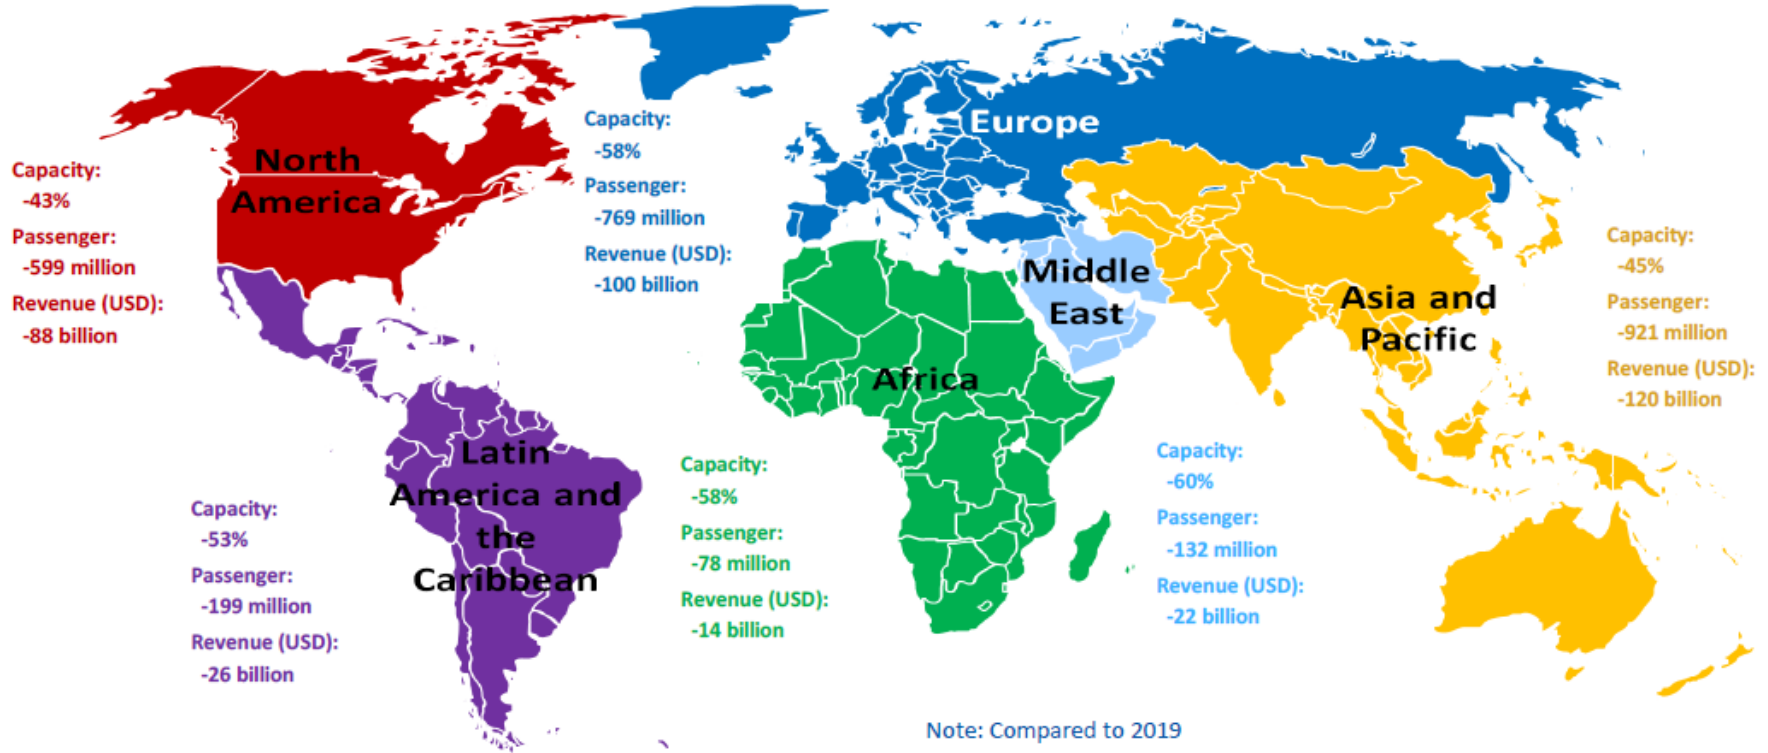 North
America
Capacity:
-43%
Passenger:
-599 million
Revenue (USD):
-88 billion
Capacity:
-58%
Passenger:
-769 million
Revenue (USD):
-100 billion
Europe
Middle
East
Asia and
Pacific
Capacity:
-45%
Passenger:
-921 million
Revenue (USD):
-120 billion
Africa
Latin
America and
the
Caribbean
Capacity:
-53%
Passenger:
-199 million
Revenue (USD):
-26 billion
Capacity:
-58%
Passenger:
-78 million
Revenue (USD):
-14 billion
Capacity:
-60%
Passenger:
-132 million
Revenue (USD):
-22 billion
Note: Compared to 2019